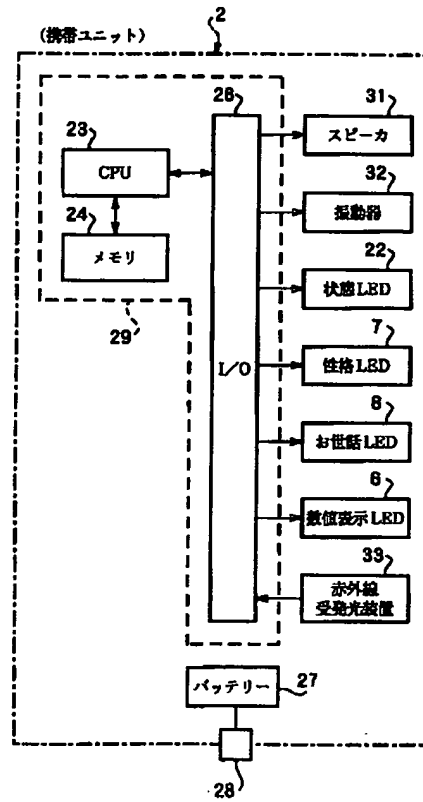 (携帯ユニット)
2
26
31
スピーカ
23
CPU
32
振動器
24
メモリ
22
状態LED
29
7
性格LED
I/O
8
お世話LED
6
数値表示LED
33
赤外線
受発光装置
バッテリー
27
28